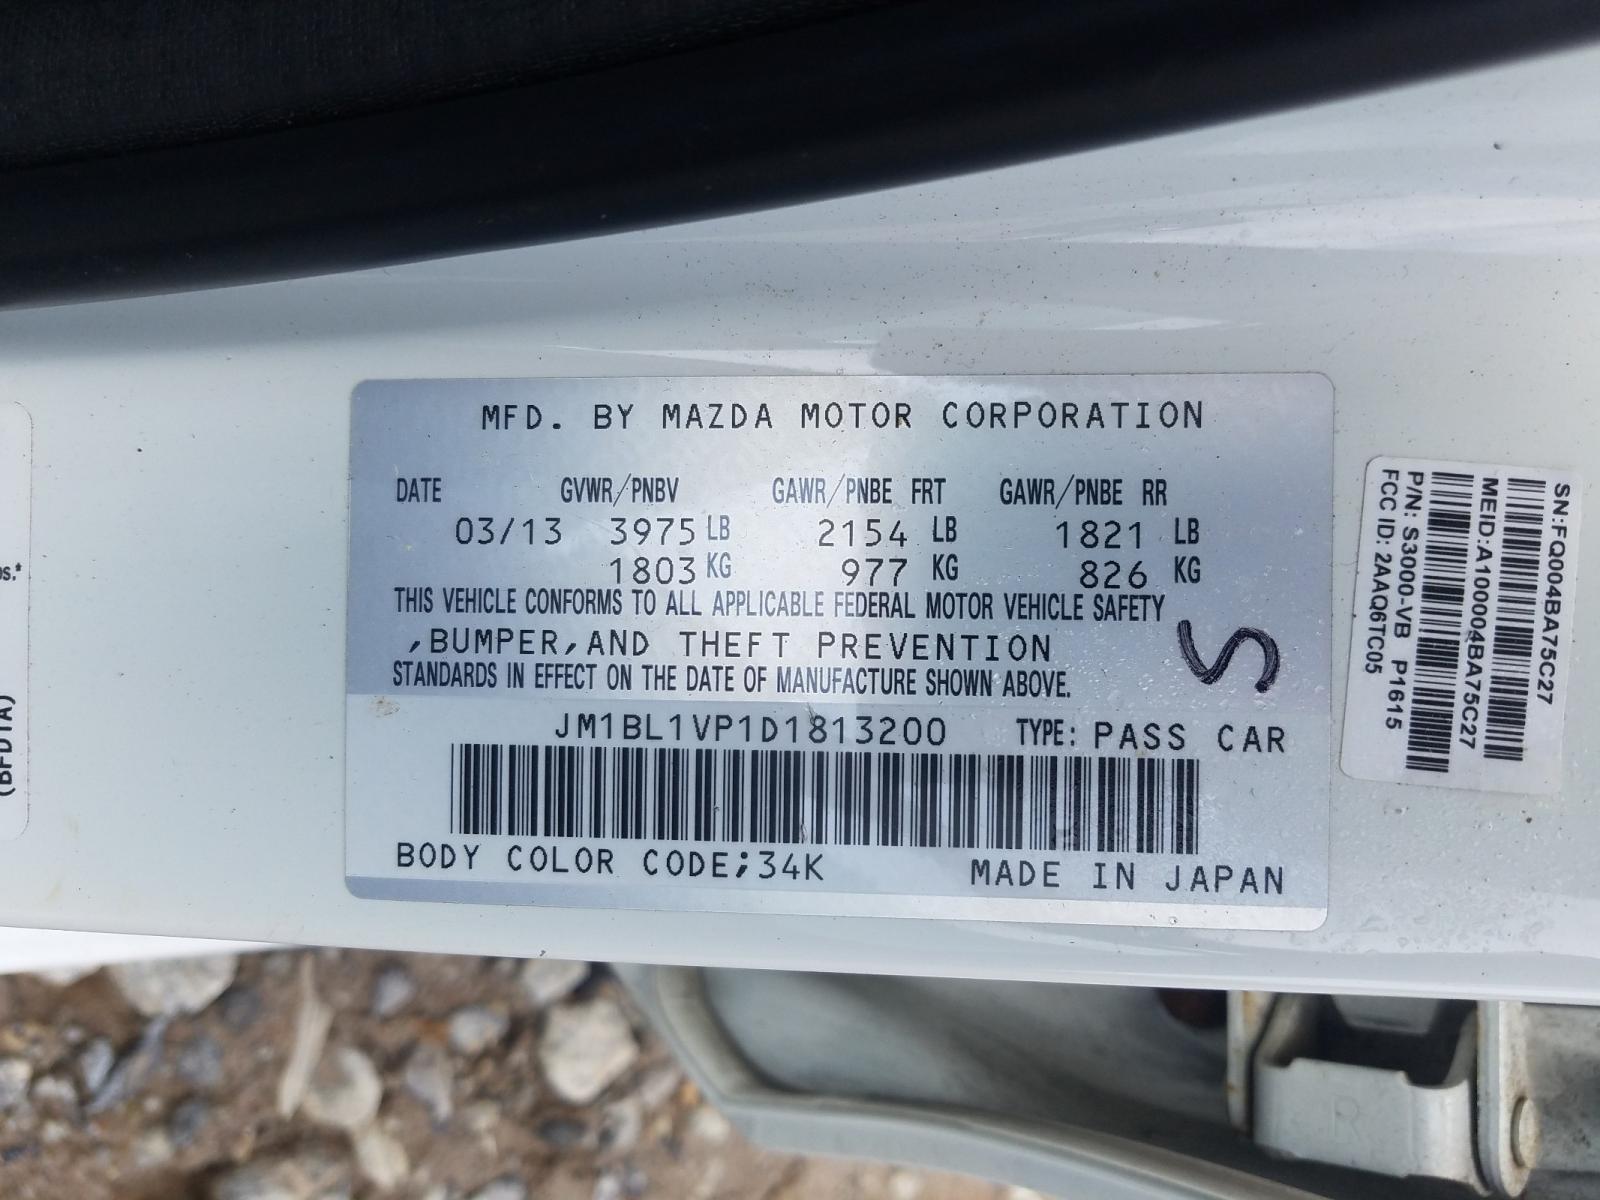 MFD. BY MAZDA MOTOR CORPORATION
DATE GVWR/PNBV GAWR/PNBE FRT GAWR/PNBE RR
03/13 3975 LB 2154 LB 1821 LB
1803 KG 977 KG 826 KG
THIS VEHICLE CONFORMS TO ALL APPLICABLE FEDERAL MOTOR VEHICLE SAFETY
,BUMPER,AND THEFT PREVENTION
STANDARDS IN EFFECT ON THE DATE OF MANUFACTURE SHOWN ABOVE.
JM1BL1VP1D1813200 TYPE: PASS CAR
BODY COLOR CODE;34K MADE IN JAPAN
SN:FQ004BA75C27
MEID:A1000004BA75C27
P/N: S3000-VB P1615
FCC ID: 2AAQ6TC05
R